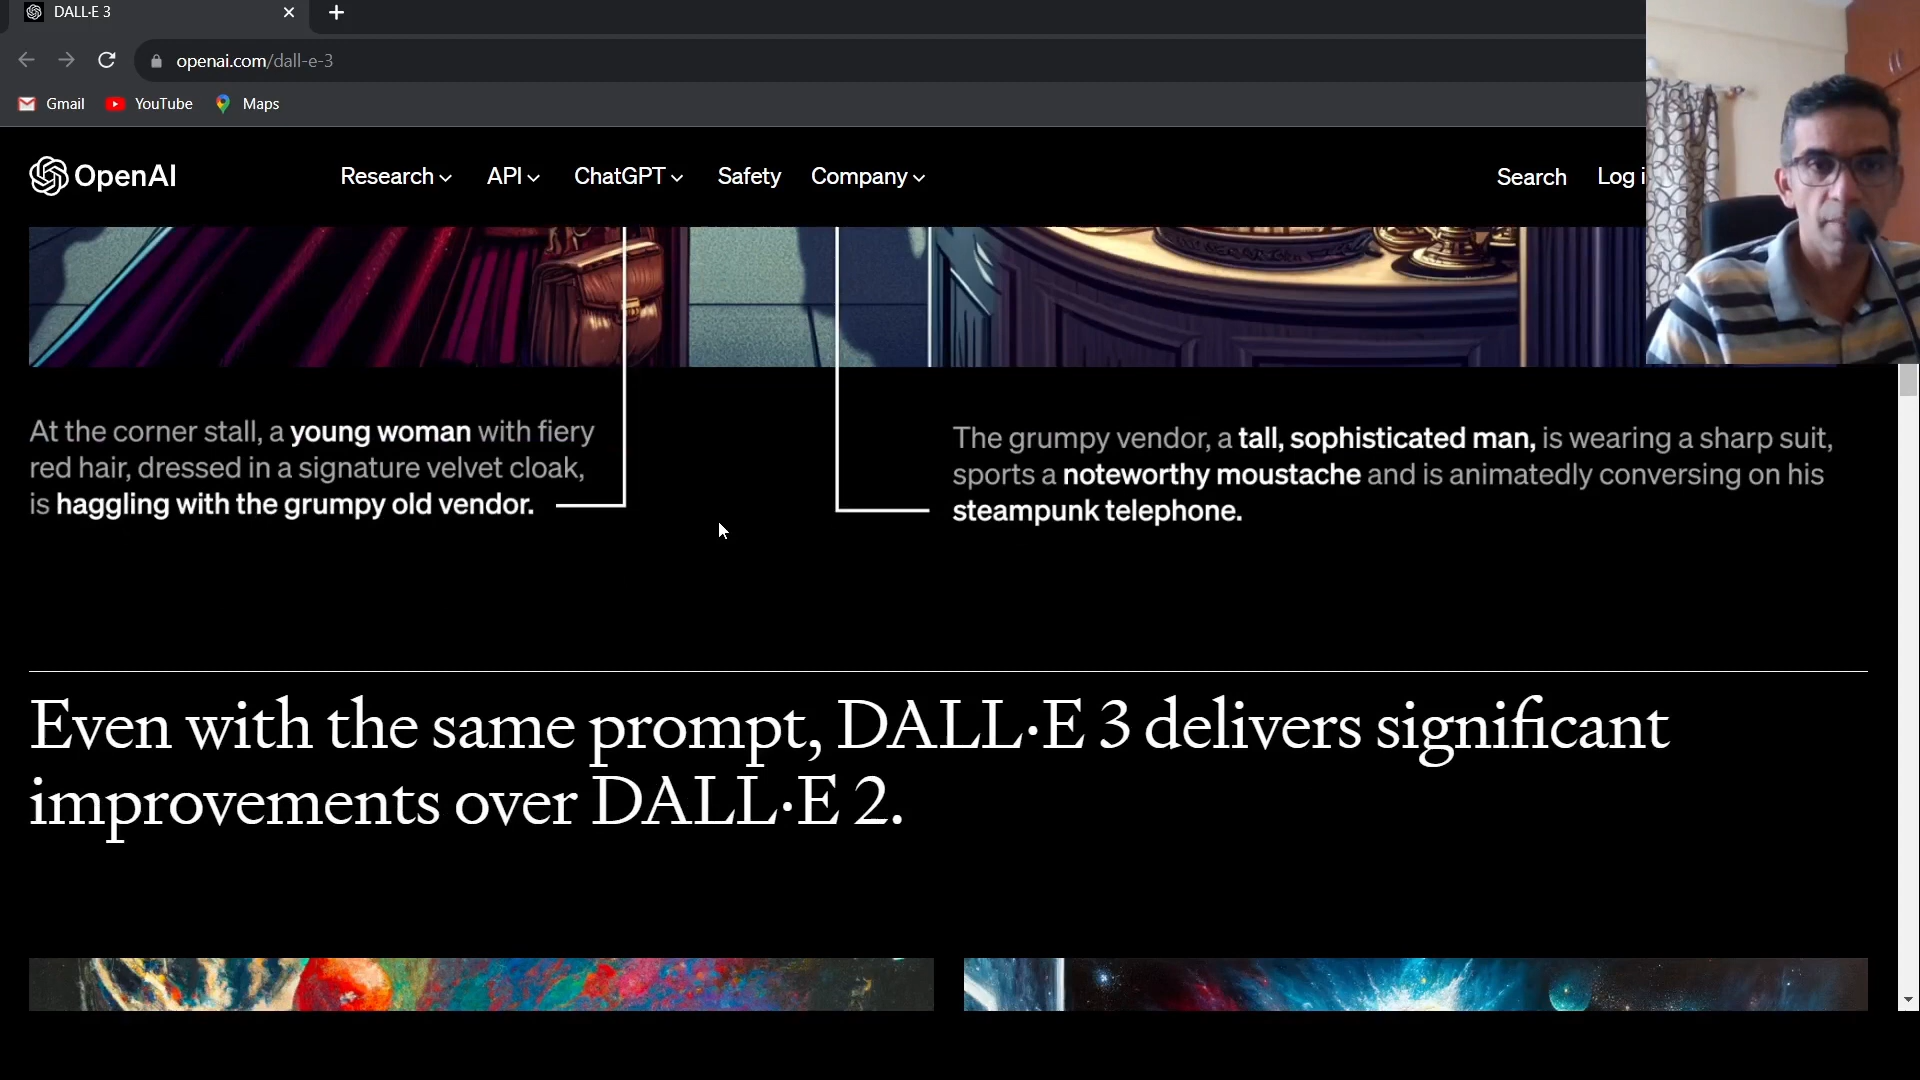 DALL·E 3
openai.com/dall-e-3
Gmail YouTube Maps
OpenAI Research API ChatGPT Safety Company Search Log i
At the corner stall, a young woman with fiery
red hair, dressed in a signature velvet cloak,
is haggling with the grumpy old vendor.
The grumpy vendor, a tall, sophisticated man, is wearing a sharp suit,
sports a noteworthy moustache and is animatedly conversing on his
steampunk telephone.
Even with the same prompt, DALL·E 3 delivers significant
improvements over DALL·E 2.